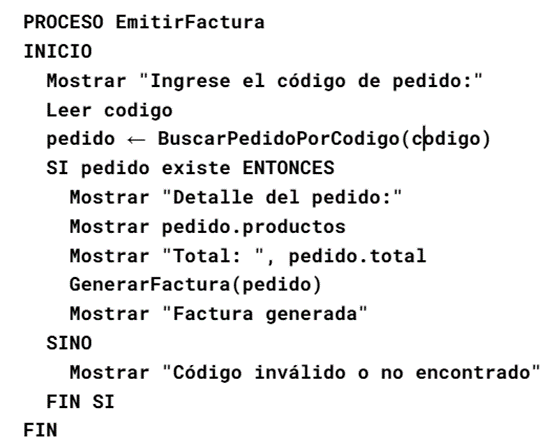 PROCESO EmitirFactura
INICIO
Mostrar "Ingrese el código de pedido:"
Leer codigo
pedido ← BuscarPedidoPorCodigo(codigo)
SI pedido existe ENTONCES
Mostrar "Detalle del pedido:"
Mostrar pedido.productos
Mostrar "Total: ", pedido.total
GenerarFactura(pedido)
Mostrar "Factura generada"
SINO
Mostrar "Código inválido o no encontrado"
FIN SI
FIN